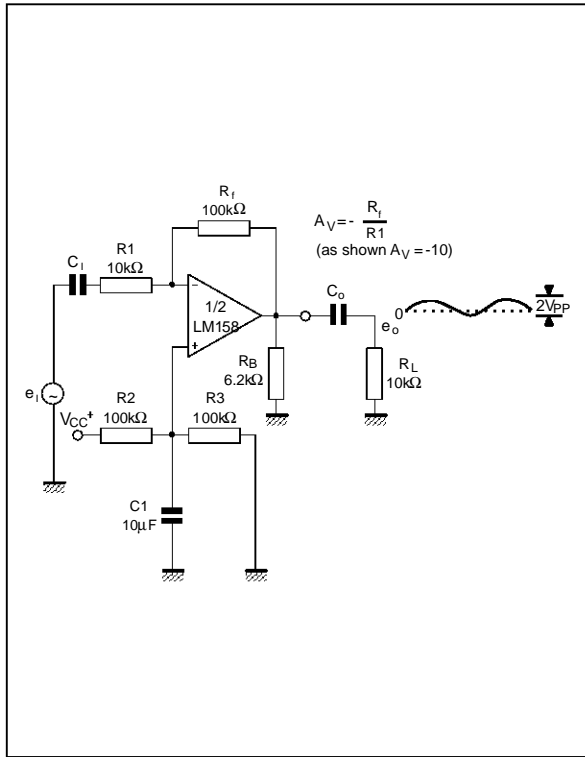 R_f
100kΩ
A_V = - R_f / R1
(as shown A_V = -10)
C_I
R1
10kΩ
-
1/2
LM158
+
C_o
0
2V_PP
e_o
R_B
6.2kΩ
R_L
10kΩ
e_I
~
V_CC+
R2
100kΩ
R3
100kΩ
C1
10µF